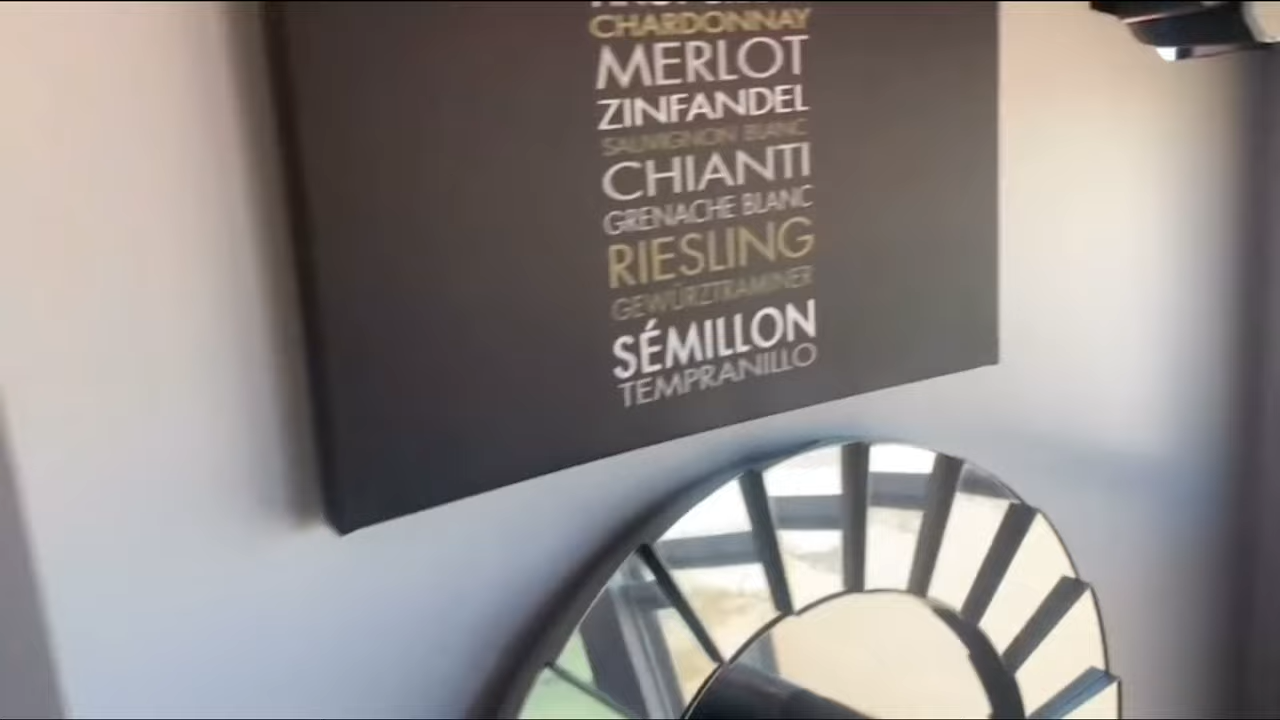 CHARDONNAY
MERLOT
ZINFANDEL
SAUVIGNON BLANC
CHIANTI
GRENACHE BLANC
RIESLING
GEWÜRZTRAMINER
SÉMILLON
TEMPRANILLO